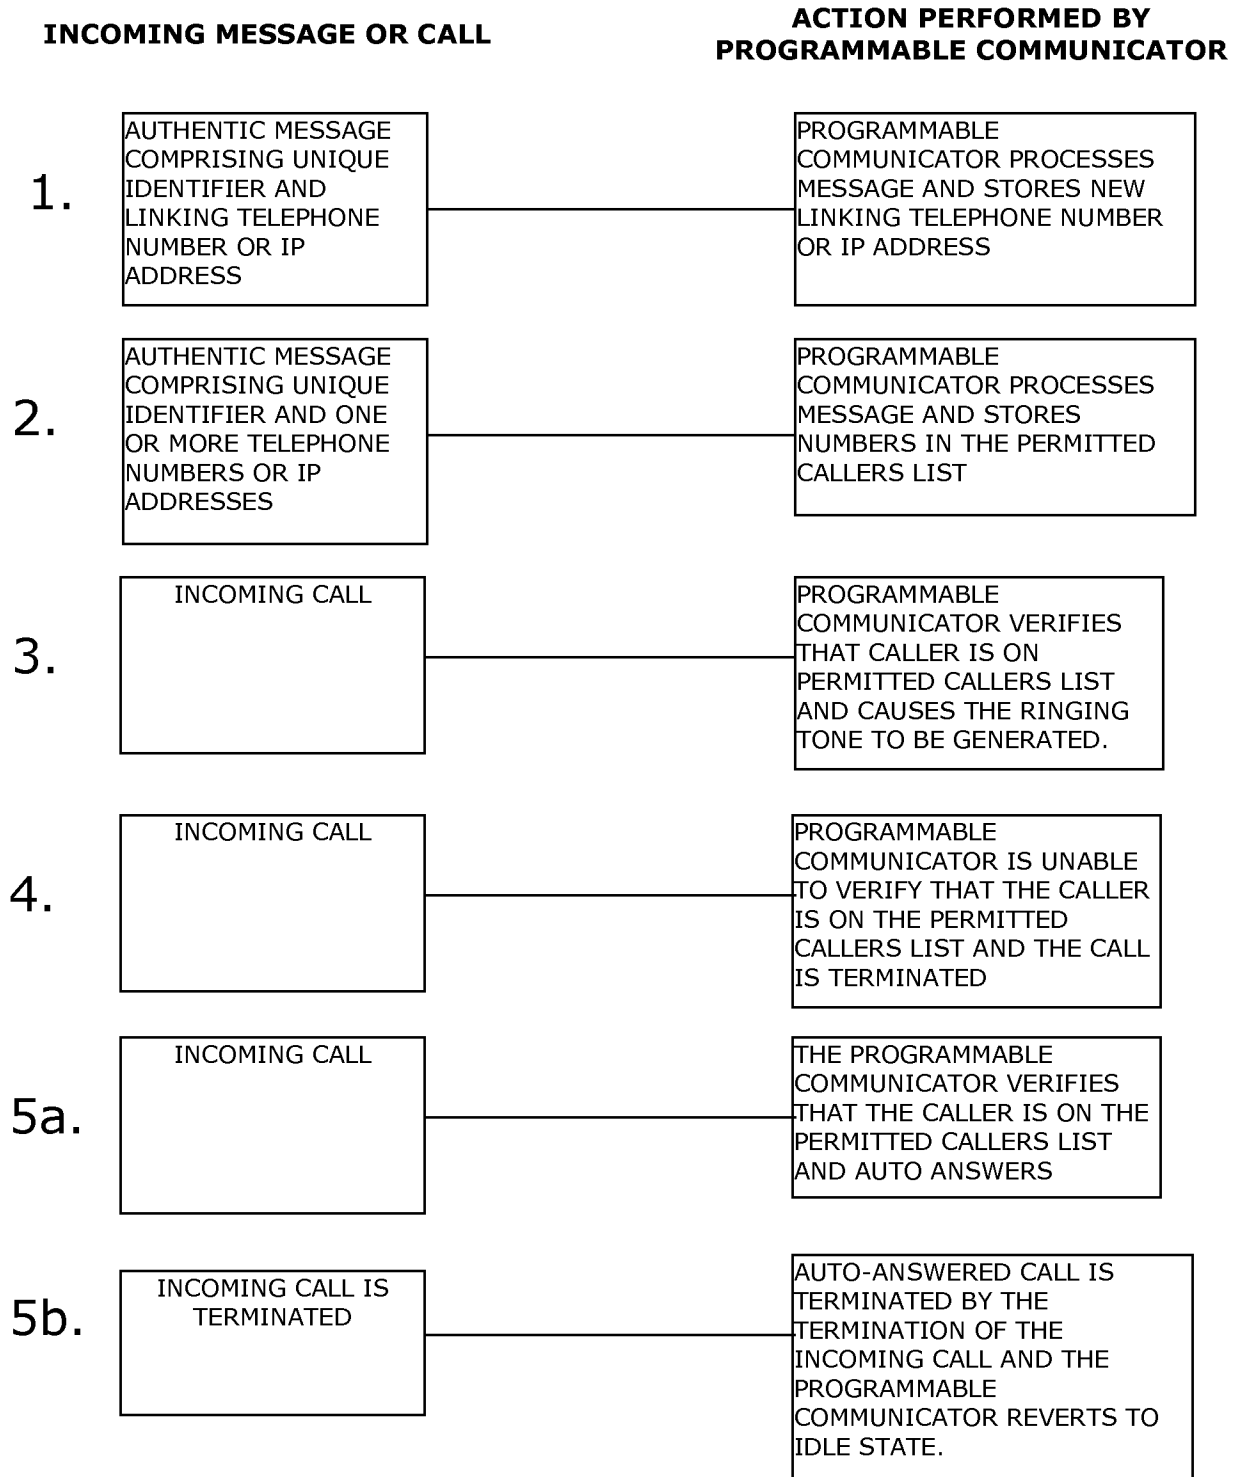 INCOMING MESSAGE OR CALL
ACTION PERFORMED BY
PROGRAMMABLE COMMUNICATOR
1.
AUTHENTIC MESSAGE
COMPRISING UNIQUE
IDENTIFIER AND
LINKING TELEPHONE
NUMBER OR IP
ADDRESS
PROGRAMMABLE
COMMUNICATOR PROCESSES
MESSAGE AND STORES NEW
LINKING TELEPHONE NUMBER
OR IP ADDRESS
2.
AUTHENTIC MESSAGE
COMPRISING UNIQUE
IDENTIFIER AND ONE
OR MORE TELEPHONE
NUMBERS OR IP
ADDRESSES
PROGRAMMABLE
COMMUNICATOR PROCESSES
MESSAGE AND STORES
NUMBERS IN THE PERMITTED
CALLERS LIST
3.
INCOMING CALL
PROGRAMMABLE
COMMUNICATOR VERIFIES
THAT CALLER IS ON
PERMITTED CALLERS LIST
AND CAUSES THE RINGING
TONE TO BE GENERATED.
4.
INCOMING CALL
PROGRAMMABLE
COMMUNICATOR IS UNABLE
TO VERIFY THAT THE CALLER
IS ON THE PERMITTED
CALLERS LIST AND THE CALL
IS TERMINATED
5a.
INCOMING CALL
THE PROGRAMMABLE
COMMUNICATOR VERIFIES
THAT THE CALLER IS ON THE
PERMITTED CALLERS LIST
AND AUTO ANSWERS
5b.
INCOMING CALL IS
TERMINATED
AUTO-ANSWERED CALL IS
TERMINATED BY THE
TERMINATION OF THE
INCOMING CALL AND THE
PROGRAMMABLE
COMMUNICATOR REVERTS TO
IDLE STATE.